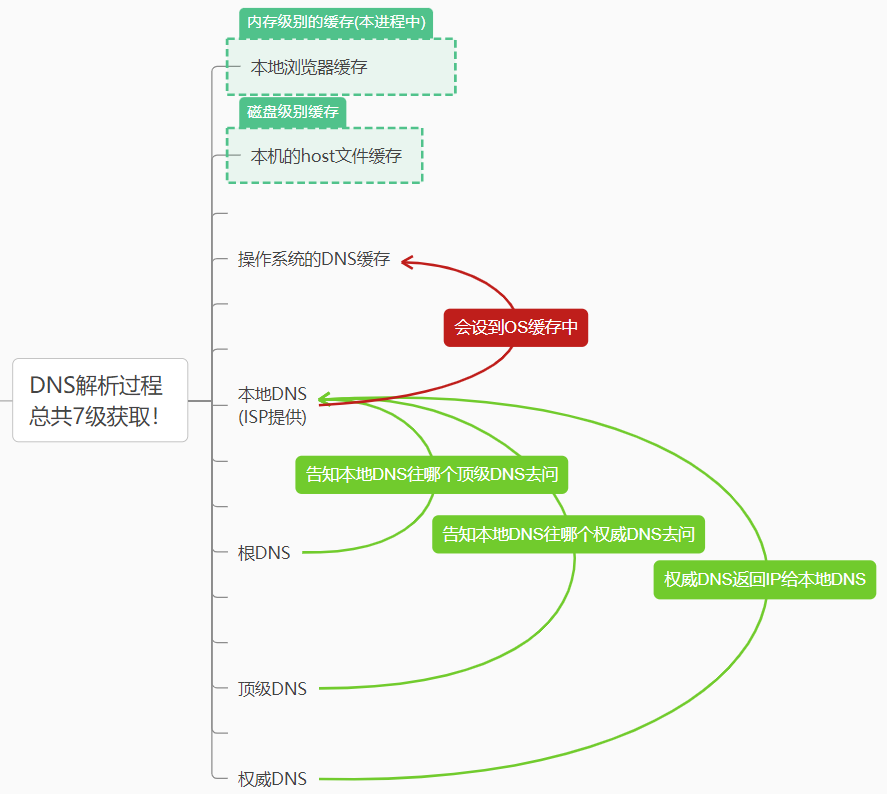 内存级别的缓存(本进程中)
本地浏览器缓存
磁盘级别缓存
本机的host文件缓存
操作系统的DNS缓存
会设到OS缓存中
DNS解析过程
总共7级获取!
本地DNS
(ISP提供)
告知本地DNS往哪个顶级DNS去问
告知本地DNS往哪个权威DNS去问
根DNS
权威DNS返回IP给本地DNS
顶级DNS
权威DNS